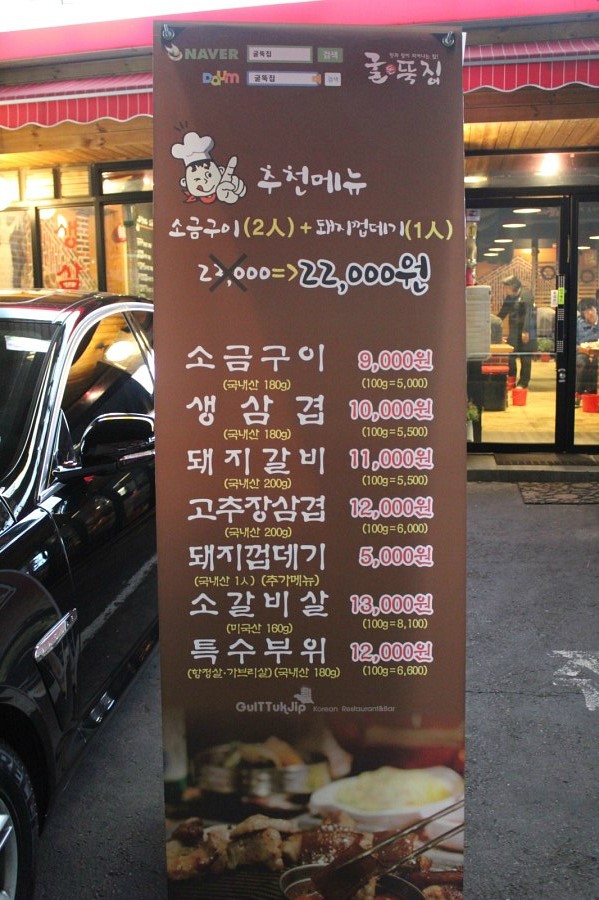 NAVER 굴뚝집 검색
Daum 굴뚝집 검색
굴뚝집
추천메뉴
소금구이(2人)+돼지껍데기(1人)
23,000=>22,000원
소금구이 9,000원
(국내산 180g) (100g=5,000)
생삼겹 10,000원
(국내산 180g) (100g=5,500)
돼지갈비 11,000원
(국내산 200g) (100g=5,500)
고추장삼겹 12,000원
(국내산 200g) (100g=6,000)
돼지껍데기 5,000원
(국내산 1人) (추가메뉴)
소갈비살 13,000원
(미국산 160g) (100g=8,100)
특수부위 12,000원
(항정살·가브리살)(국내산 180g) (100g=6,600)
GulTTukJip Korean Restaurant&Bar
생삼